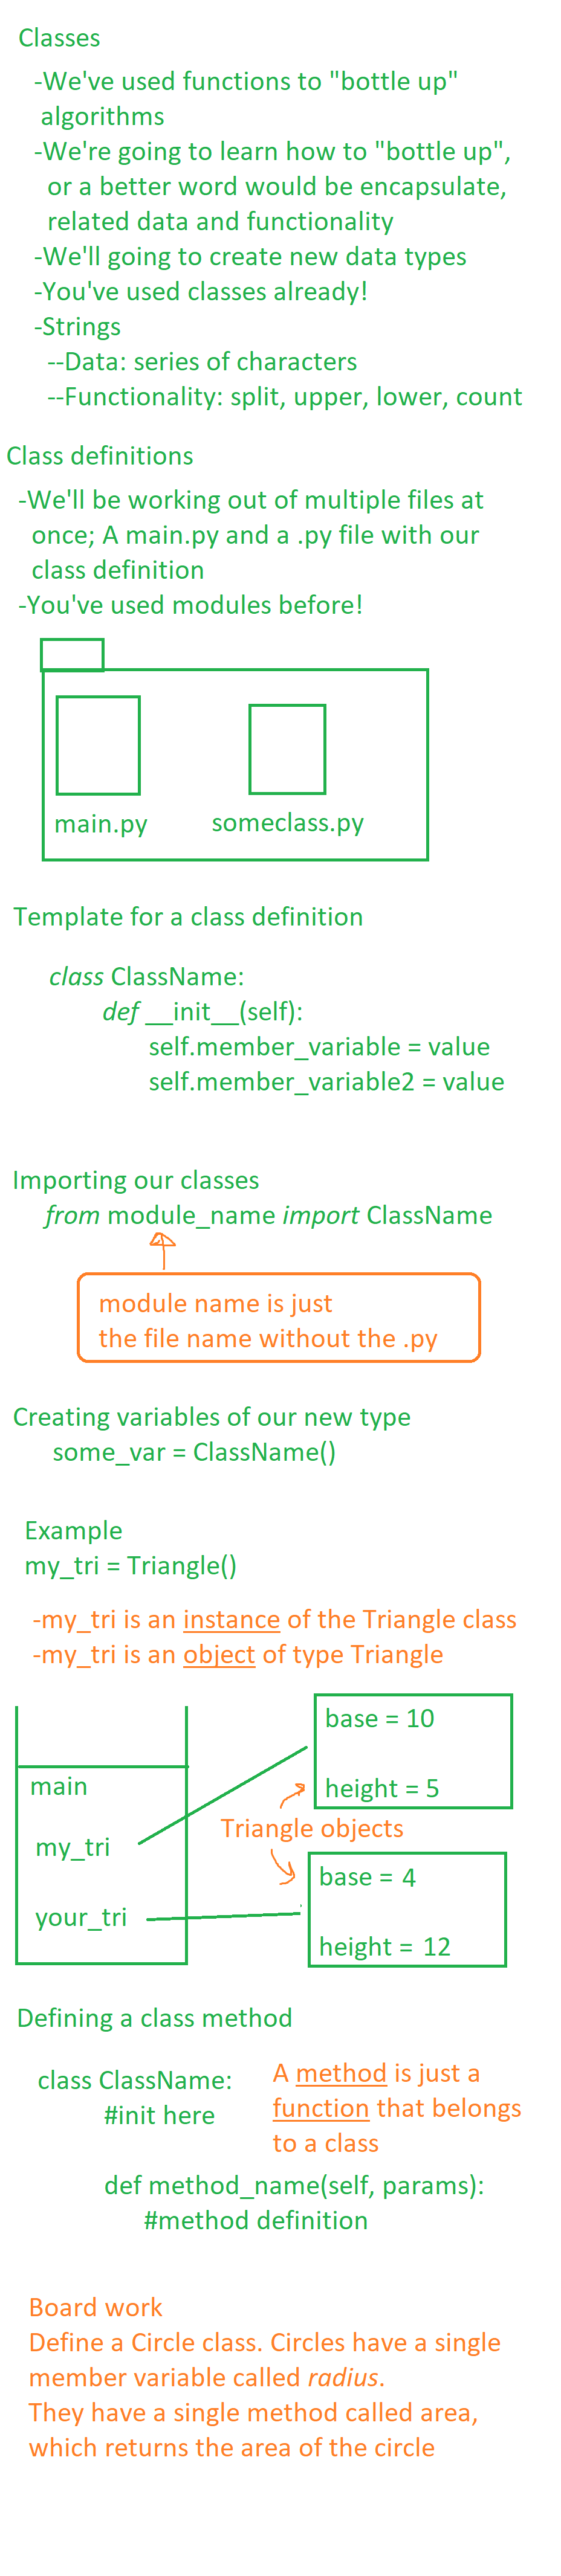 Classes
-We've used functions to "bottle up"
algorithms
-We're going to learn how to "bottle up",
or a better word would be encapsulate,
related data and functionality
-We'll going to create new data types
-You've used classes already!
-Strings
--Data: series of characters
--Functionality: split, upper, lower, count
Class definitions
-We'll be working out of multiple files at
once; A main.py and a .py file with our
class definition
-You've used modules before!
main.py
someclass.py
Template for a class definition
class ClassName:
def __init__(self):
self.member_variable = value
self.member_variable2 = value
Importing our classes
from module_name import ClassName
module name is just
the file name without the .py
Creating variables of our new type
some_var = ClassName()
Example
my_tri = Triangle()
-my_tri is an instance of the Triangle class
-my_tri is an object of type Triangle
base = 10
main
height = 5
Triangle objects
my_tri
base = 4
your_tri
height = 12
Defining a class method
class ClassName:
#init here
A method is just a
function that belongs
to a class
def method_name(self, params):
#method definition
Board work
Define a Circle class. Circles have a single
member variable called radius.
They have a single method called area,
which returns the area of the circle